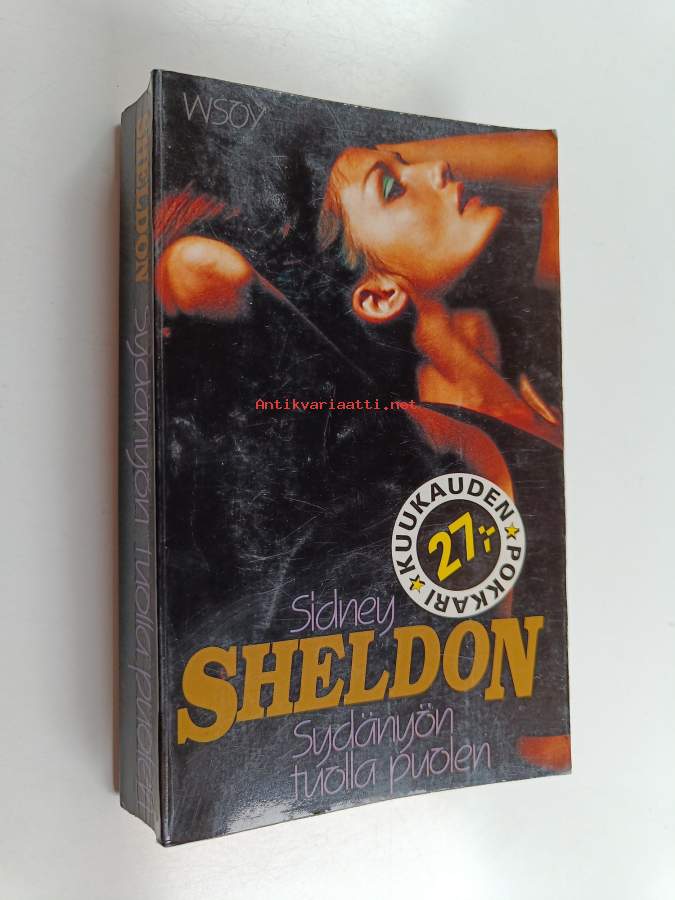 WSOY
SHELDON
Sydänyön tuolla puolen
Antikvariaatti.net
KUUKAUDEN
27:-
POKKARI
Sidney
SHELDON
Sydänyön
tuolla puolen